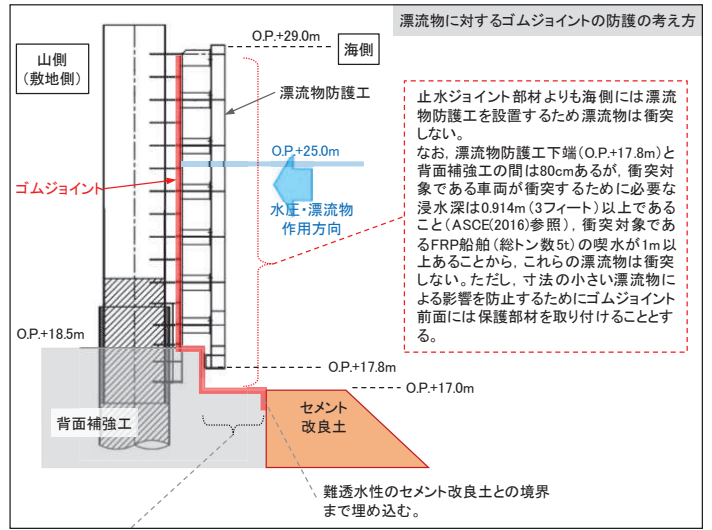 漂流物に対するゴムジョイントの防護の考え方
O.P.+29.0m
山側
(敷地側)
海側
漂流物防護工
O.P.+25.0m
ゴムジョイント
水圧・漂流物
作用方向
止水ジョイント部材よりも海側には漂流
物防護工を設置するため漂流物は衝突
しない。
なお，漂流物防護工下端(O.P.+17.8m)と
背面補強工の間は80cmあるが，衝突対
象である車両が衝突するために必要な
浸水深は0.914m(3フィート)以上であるこ
と(ASCE(2016)参照)，衝突対象であ
るFRP船舶(総トン数5t)の喫水が1m以
上あることから，これらの漂流物は衝突
しない。ただし，寸法の小さい漂流物に
よる影響を防止するためにゴムジョイント
前面には保護部材を取り付けることとす
る。
O.P.+18.5m
O.P.+17.8m
O.P.+17.0m
背面補強工
セメント
改良土
難透水性のセメント改良土との境界
まで埋め込む。